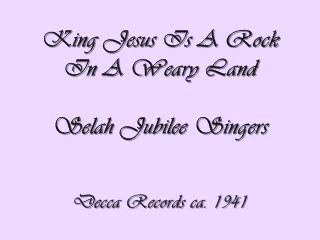 King Jesus Is A Rock
In A Weary Land
Selah Jubilee Singers
Decca Records ca. 1941